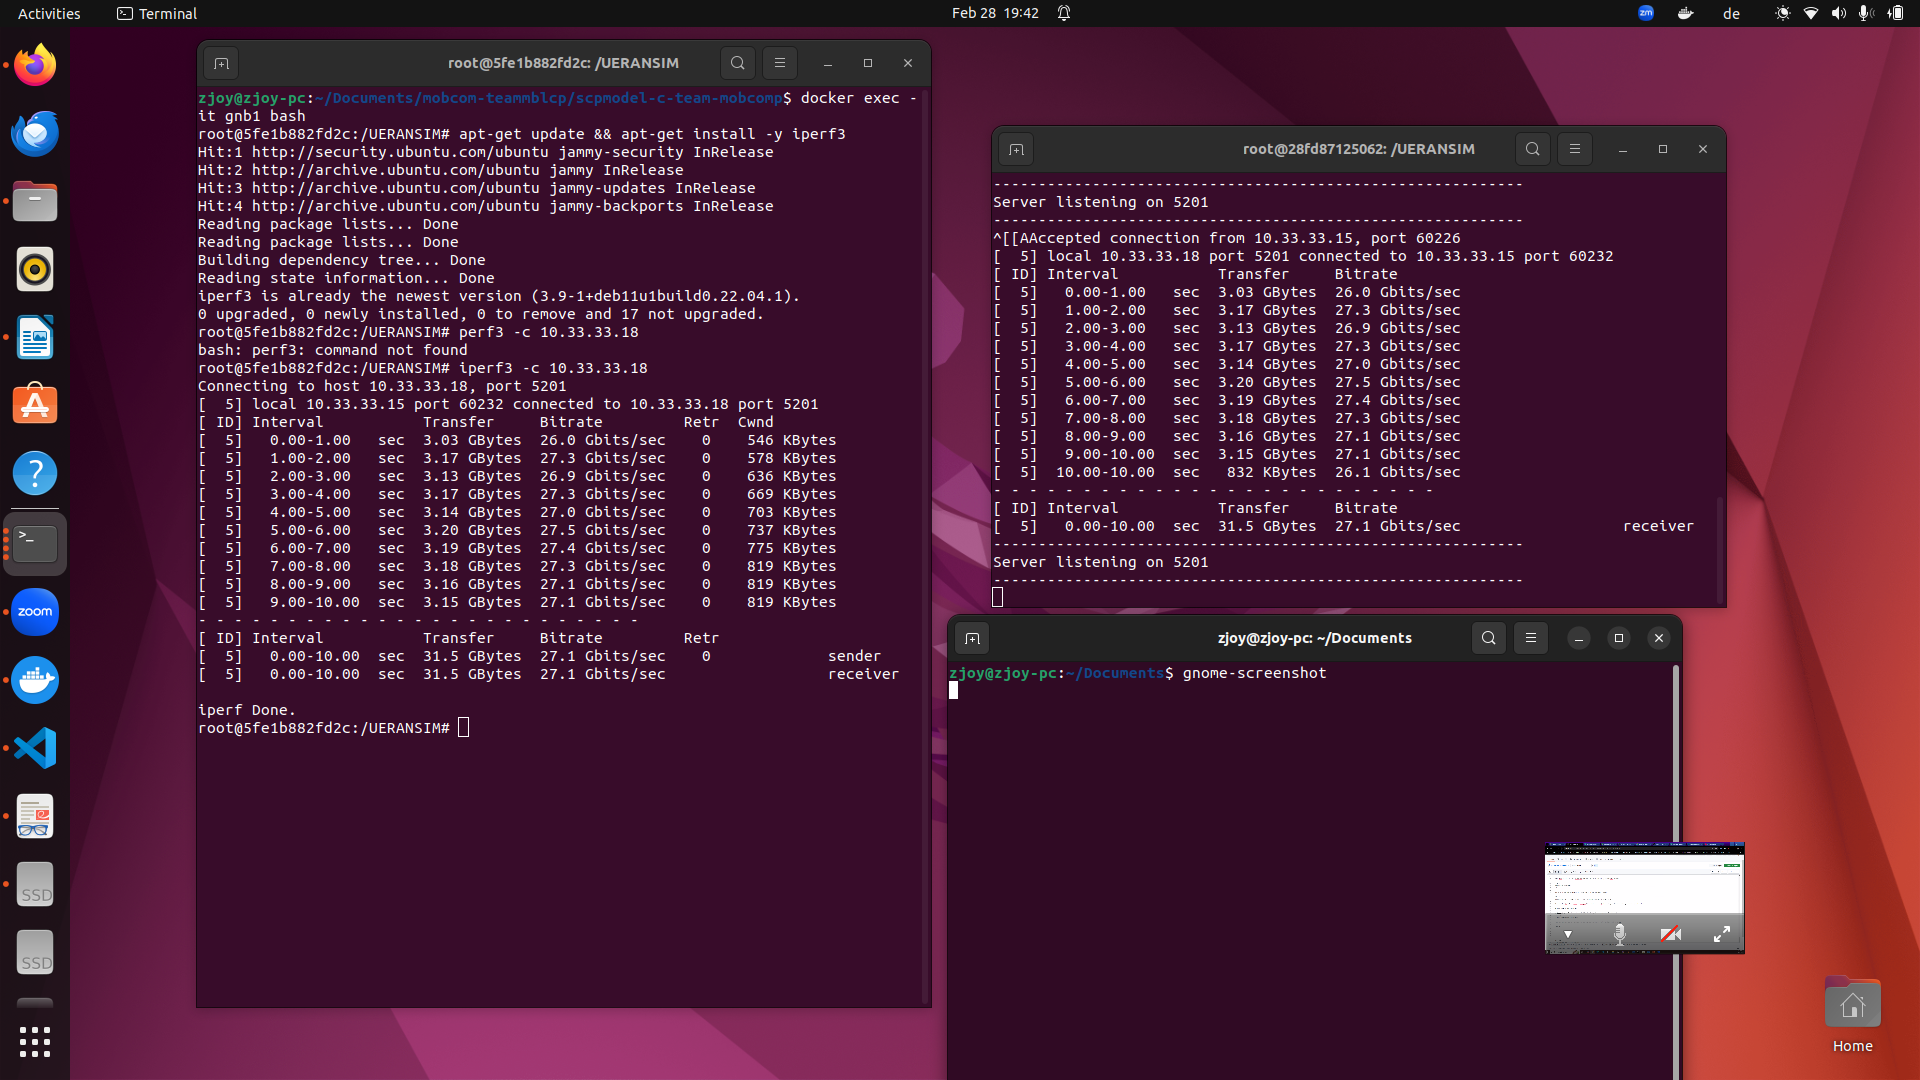 Activities
Terminal
Feb 28 19:42
zm
de
root@5fe1b882fd2c: /UERANSIM
zjoy@zjoy-pc:~/Documents/mobcom-teammblcp/scpmodel-c-team-mobcomp$ docker exec -
it gnb1 bash
root@5fe1b882fd2c:/UERANSIM# apt-get update && apt-get install -y iperf3
Hit:1 http://security.ubuntu.com/ubuntu jammy-security InRelease
Hit:2 http://archive.ubuntu.com/ubuntu jammy InRelease
Hit:3 http://archive.ubuntu.com/ubuntu jammy-updates InRelease
Hit:4 http://archive.ubuntu.com/ubuntu jammy-backports InRelease
Reading package lists... Done
Reading package lists... Done
Building dependency tree... Done
Reading state information... Done
iperf3 is already the newest version (3.9-1+deb11u1build0.22.04.1).
0 upgraded, 0 newly installed, 0 to remove and 17 not upgraded.
root@5fe1b882fd2c:/UERANSIM# perf3 -c 10.33.33.18
bash: perf3: command not found
root@5fe1b882fd2c:/UERANSIM# iperf3 -c 10.33.33.18
Connecting to host 10.33.33.18, port 5201
[  5] local 10.33.33.15 port 60232 connected to 10.33.33.18 port 5201
[ ID] Interval           Transfer     Bitrate         Retr  Cwnd
[  5]   0.00-1.00   sec  3.03 GBytes  26.0 Gbits/sec    0    546 KBytes
[  5]   1.00-2.00   sec  3.17 GBytes  27.3 Gbits/sec    0    578 KBytes
[  5]   2.00-3.00   sec  3.13 GBytes  26.9 Gbits/sec    0    636 KBytes
[  5]   3.00-4.00   sec  3.17 GBytes  27.3 Gbits/sec    0    669 KBytes
[  5]   4.00-5.00   sec  3.14 GBytes  27.0 Gbits/sec    0    703 KBytes
[  5]   5.00-6.00   sec  3.20 GBytes  27.5 Gbits/sec    0    737 KBytes
[  5]   6.00-7.00   sec  3.19 GBytes  27.4 Gbits/sec    0    775 KBytes
[  5]   7.00-8.00   sec  3.18 GBytes  27.3 Gbits/sec    0    819 KBytes
[  5]   8.00-9.00   sec  3.16 GBytes  27.1 Gbits/sec    0    819 KBytes
[  5]   9.00-10.00  sec  3.15 GBytes  27.1 Gbits/sec    0    819 KBytes
- - - - - - - - - - - - - - - - - - - - - - - - -
[ ID] Interval           Transfer     Bitrate         Retr
[  5]   0.00-10.00  sec  31.5 GBytes  27.1 Gbits/sec    0             sender
[  5]   0.00-10.00  sec  31.5 GBytes  27.1 Gbits/sec                  receiver
iperf Done.
root@5fe1b882fd2c:/UERANSIM#
root@28fd87125062: /UERANSIM
-----------------------------------------------------------
Server listening on 5201
-----------------------------------------------------------
^[[AAccepted connection from 10.33.33.15, port 60226
[  5] local 10.33.33.18 port 5201 connected to 10.33.33.15 port 60232
[ ID] Interval           Transfer     Bitrate
[  5]   0.00-1.00   sec  3.03 GBytes  26.0 Gbits/sec
[  5]   1.00-2.00   sec  3.17 GBytes  27.3 Gbits/sec
[  5]   2.00-3.00   sec  3.13 GBytes  26.9 Gbits/sec
[  5]   3.00-4.00   sec  3.17 GBytes  27.3 Gbits/sec
[  5]   4.00-5.00   sec  3.14 GBytes  27.0 Gbits/sec
[  5]   5.00-6.00   sec  3.20 GBytes  27.5 Gbits/sec
[  5]   6.00-7.00   sec  3.19 GBytes  27.4 Gbits/sec
[  5]   7.00-8.00   sec  3.18 GBytes  27.3 Gbits/sec
[  5]   8.00-9.00   sec  3.16 GBytes  27.1 Gbits/sec
[  5]   9.00-10.00  sec  3.15 GBytes  27.1 Gbits/sec
[  5]  10.00-10.00  sec   832 KBytes  26.1 Gbits/sec
- - - - - - - - - - - - - - - - - - - - - - - - -
[ ID] Interval           Transfer     Bitrate
[  5]   0.00-10.00  sec  31.5 GBytes  27.1 Gbits/sec                  receiver
-----------------------------------------------------------
Server listening on 5201
-----------------------------------------------------------
zjoy@zjoy-pc: ~/Documents
zjoy@zjoy-pc:~/Documents$ gnome-screenshot
zoom
SSD
SSD
Home